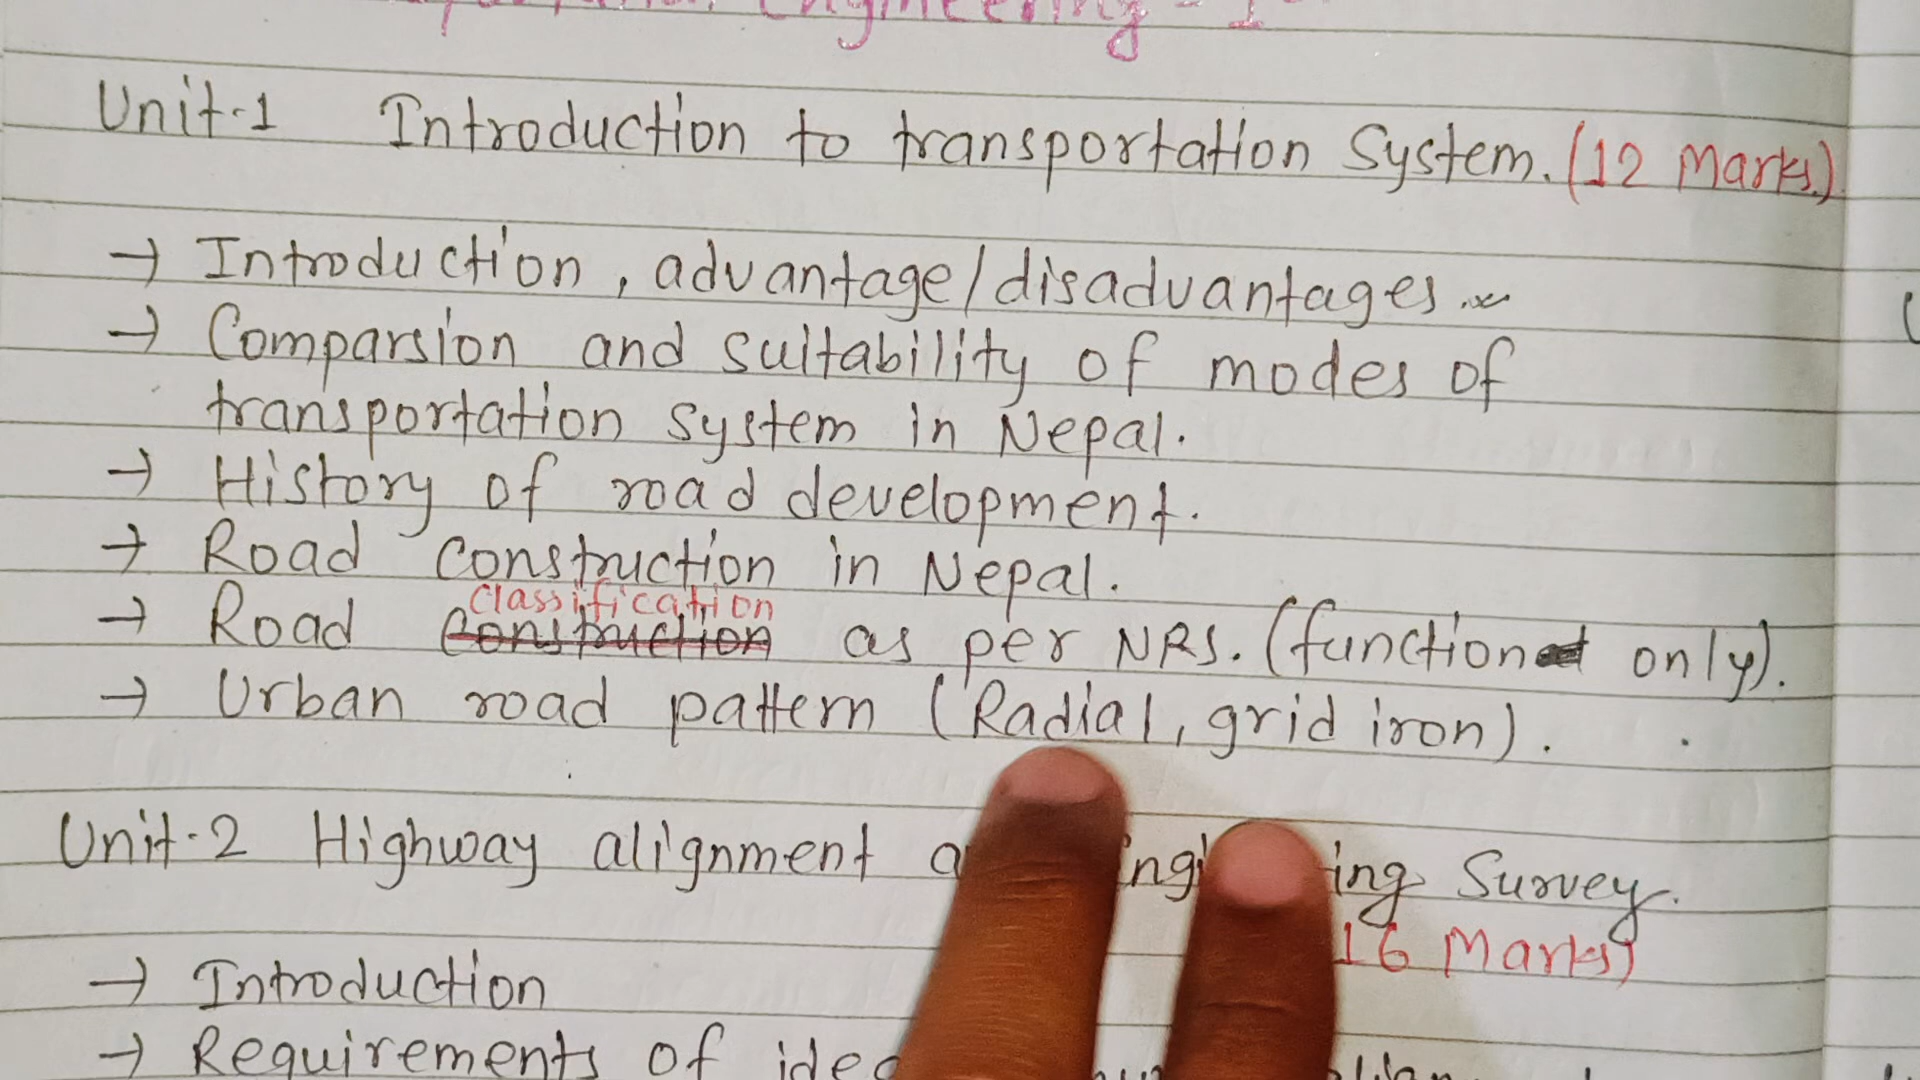 Engineering - I
Unit-1 Introduction to transportation System. (12 Marks)
→ Introduction, advantage/disadvantages.
→ Comparsion and suitability of modes of
transportation system in Nepal.
→ History of road development.
→ Road construction in Nepal.
→ Road Classification as per NRS. (function only).
→ Urban road pattern (Radial, grid iron).
Unit-2 Highway alignment Survey.
16 Marks)
→ Introduction
→ Requirements of